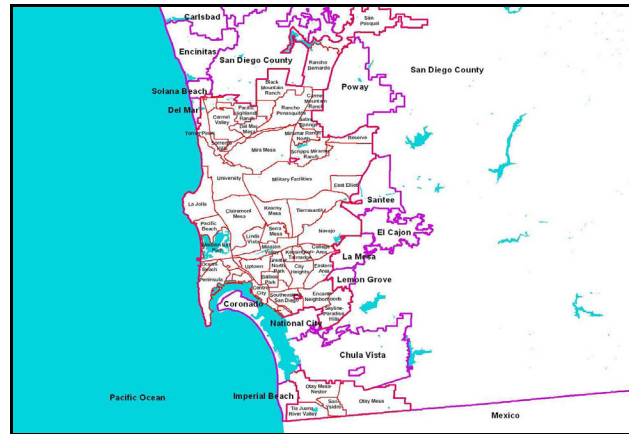 Carlsbad
San
Pasqual
Encinitas
San Diego County
Rancho
Bernardo
San Diego County
Poway
Solana Beach
Black
Mountain
Ranch
Carmel
Mountain
Ranch
Del Mar
Pacific
Highlands
Ranch
Rancho
Penasquitos
Carmel
Valley
Del Mar
Mesa
Sabre
Springs
Torrey Pines
Miramar Ranch
North
Reserve
Sorrento
Mira Mesa
Scripps Miramar
Ranch
University
Military Facilities
East Elliott
Santee
La Jolla
Clairemont
Mesa
Kearny
Mesa
Tierrasanta
Pacific
Beach
Serra
Mesa
Navajo
El Cajon
Linda
Vista
Mission
Valley
College
Area
La Mesa
Ocean
Beach
Uptown
Greater
North
Park
Kensington-
City
Heights
Eastern
Area
Peninsula
Balboa
Park
Lemon Grove
Coronado
Southeastern
San Diego
Encanto
Neighborhoods
Skyline-
Paradise
Hills
National City
Chula Vista
Otay Mesa-
Nestor
Pacific Ocean
Imperial Beach
Tia Juana
River Valley
San
Ysidro
Otay Mesa
Mexico